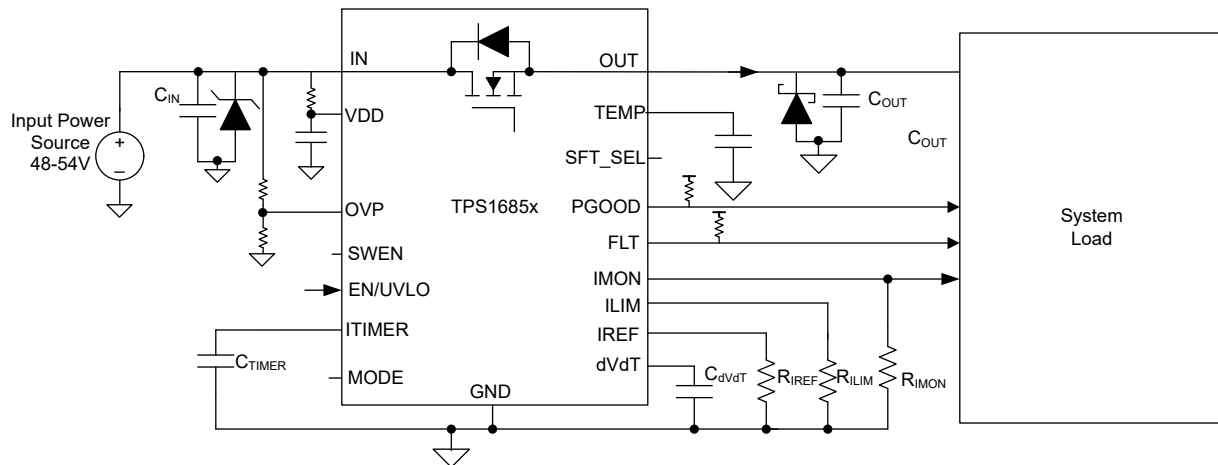 IN
OUT
C_IN
VDD
TEMP
C_OUT
C_OUT
Input Power
Source
48-54V
+
−
SFT_SEL
OVP
TPS1685x
PGOOD
System
Load
SWEN
FLT
EN/UVLO
IMON
ILIM
ITIMER
IREF
C_TIMER
dVdT
C_dVdT
R_IREF
R_ILIM
R_IMON
MODE
GND